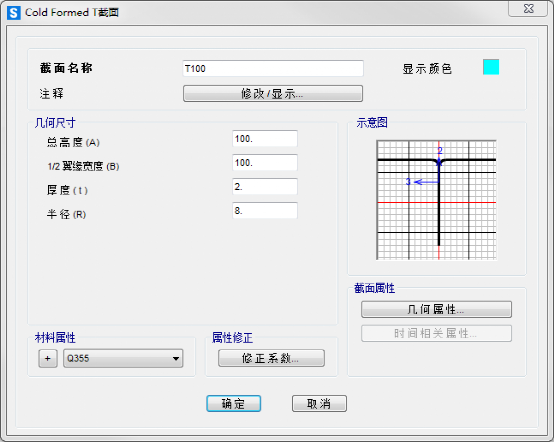 Cold Formed T截面
截面名称
T100
显示颜色
注释
修改/显示...
几何尺寸
总高度 (A)
100.
1/2 翼缘宽度 (B)
100.
厚度 ( t )
2.
半径 (R)
8.
示意图
2
3
截面属性
几何属性...
时间相关属性...
材料属性
+
Q355
属性修正
修正系数...
确定
取消